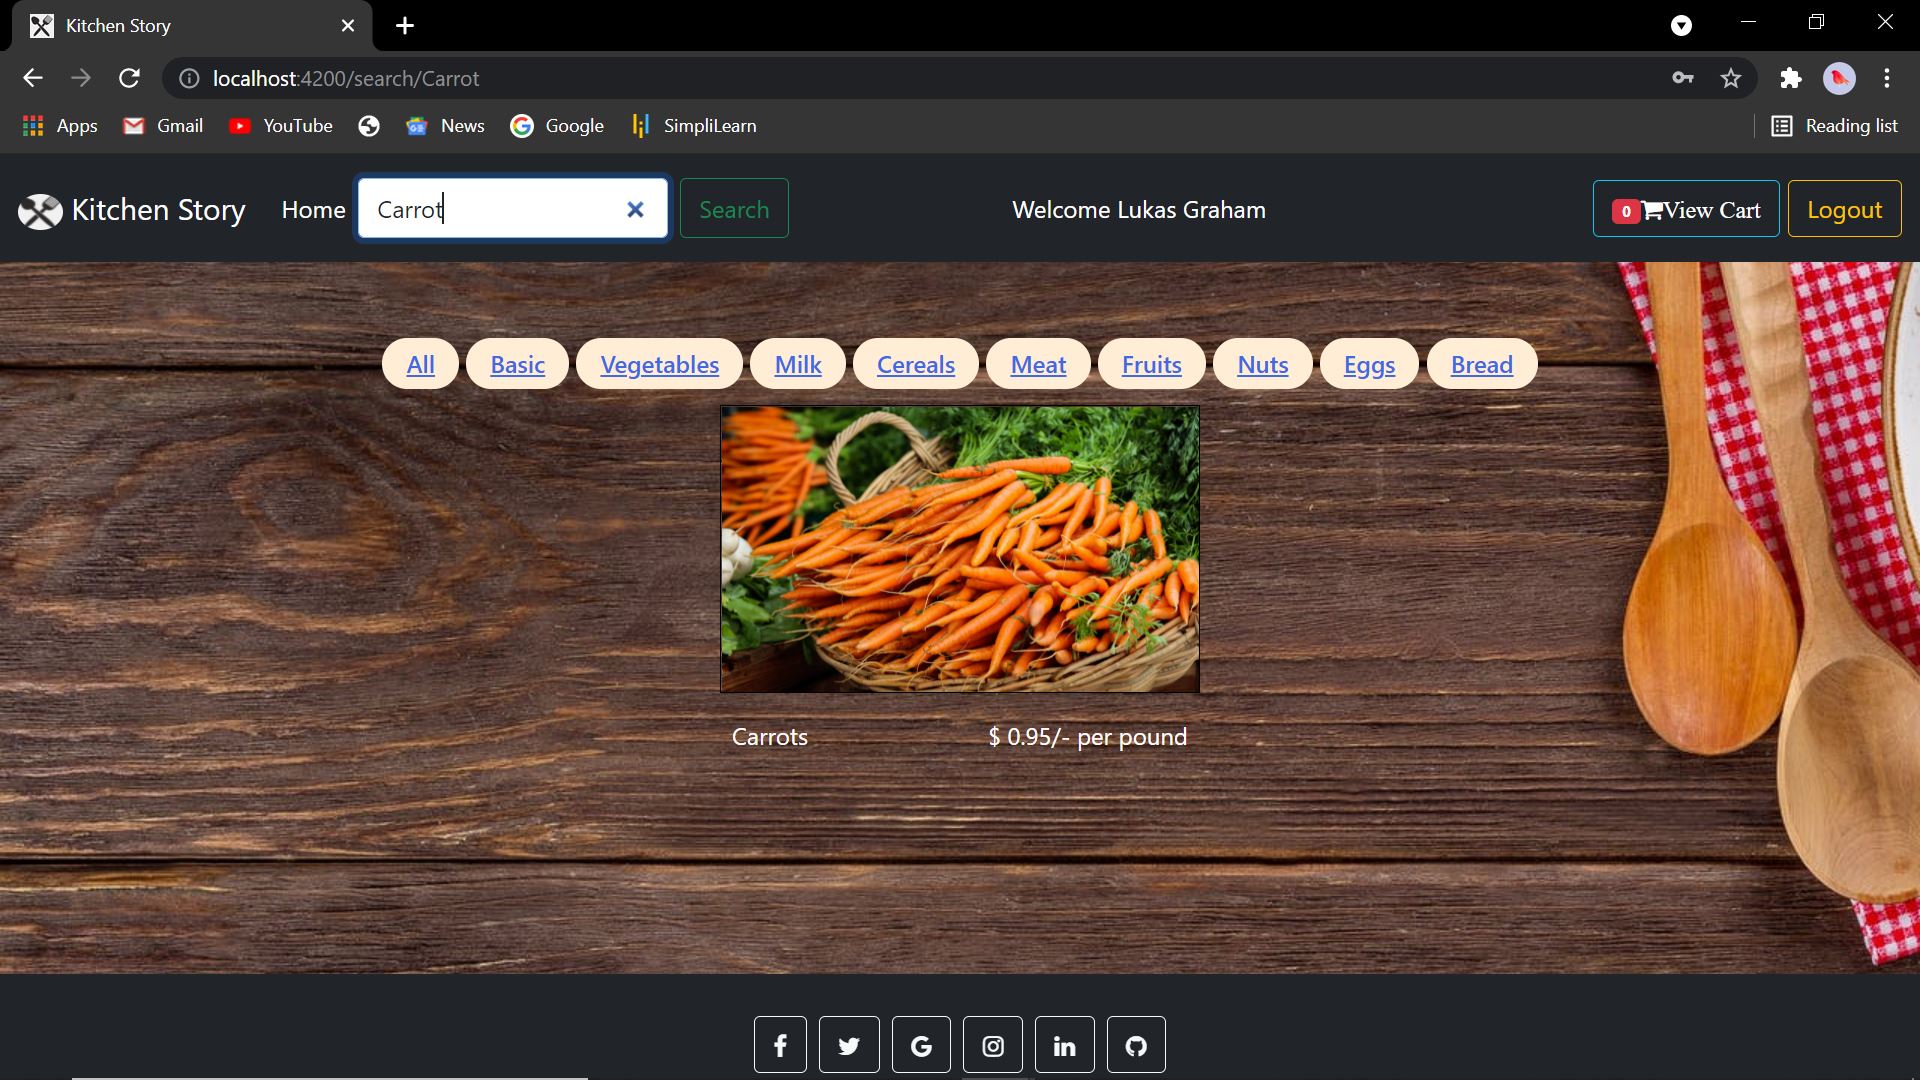 Kitchen Story
localhost:4200/search/Carrot
Apps Gmail YouTube News Google SimpliLearn Reading list
Kitchen Story Home Carrot Search Welcome Lukas Graham 0 View Cart Logout
All Basic Vegetables Milk Cereals Meat Fruits Nuts Eggs Bread
Carrots $ 0.95/- per pound